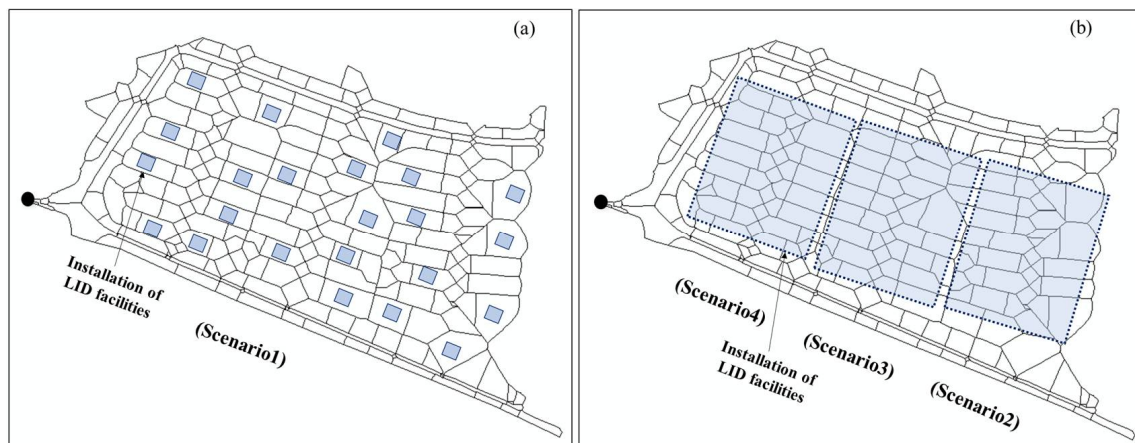 (a)
Installation of
LID facilities
(Scenario1)
(b)
(Scenario4)
Installation of
LID facilities
(Scenario3)
(Scenario2)